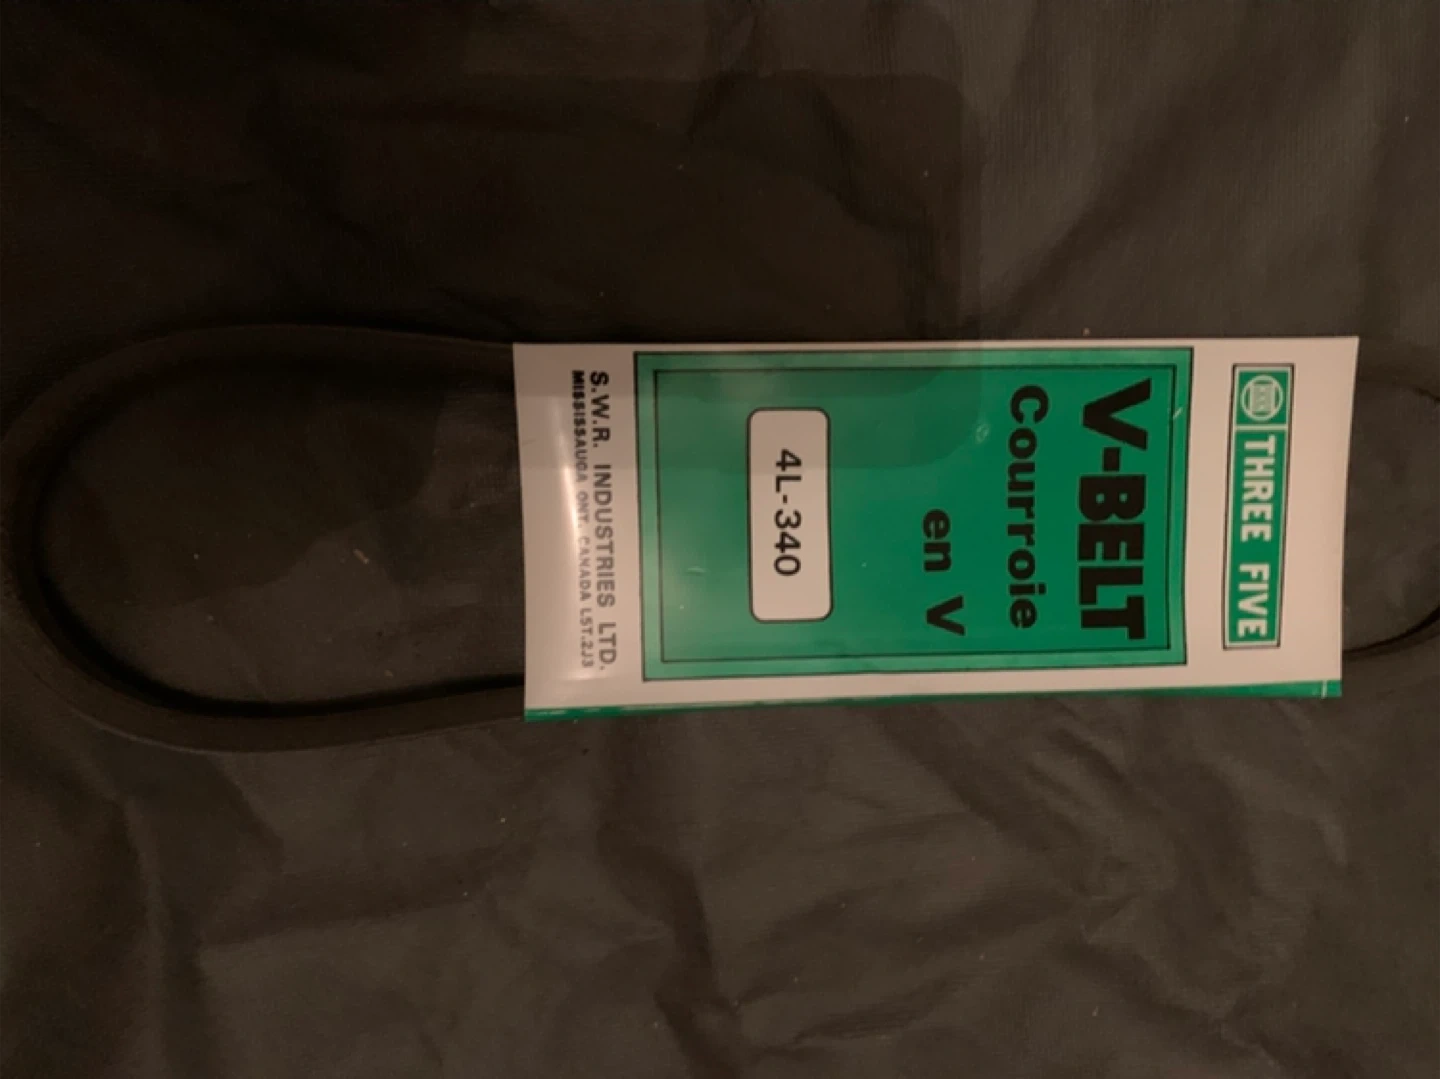 THREE FIVE
V-BELT
Courroie
en V
4L-340
S.W.R. INDUSTRIES LTD.
MISSISSAUGA ONT. CANADA L5T.2J3